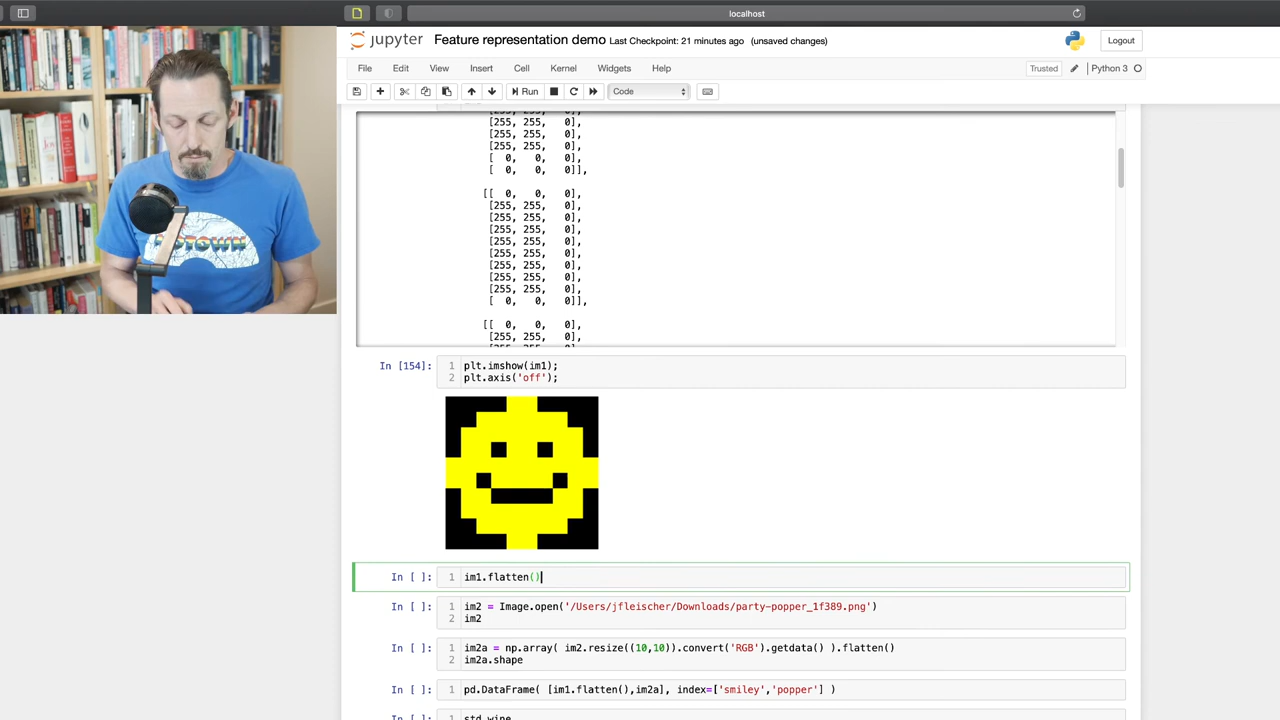 localhost
jupyter Feature representation demo Last Checkpoint: 21 minutes ago (unsaved changes) Logout
File Edit View Insert Cell Kernel Widgets Help Trusted Python 3
Run Code
[255, 255, 0],
[255, 255, 0],
[255, 255, 0],
[ 0, 0, 0],
[ 0, 0, 0]],
[[ 0, 0, 0],
[255, 255, 0],
[255, 255, 0],
[255, 255, 0],
[255, 255, 0],
[255, 255, 0],
[255, 255, 0],
[255, 255, 0],
[255, 255, 0],
[ 0, 0, 0]],
[[ 0, 0, 0],
[255, 255, 0],
In [154]: 1 plt.imshow(im1);
2 plt.axis('off');
In [ ]: 1 im1.flatten()
In [ ]: 1 im2 = Image.open('/Users/jfleischer/Downloads/party-popper_1f389.png')
2 im2
In [ ]: 1 im2a = np.array( im2.resize((10,10)).convert('RGB').getdata() ).flatten()
2 im2a.shape
In [ ]: 1 pd.DataFrame( [im1.flatten(),im2a], index=['smiley','popper'] )
MOTOWN